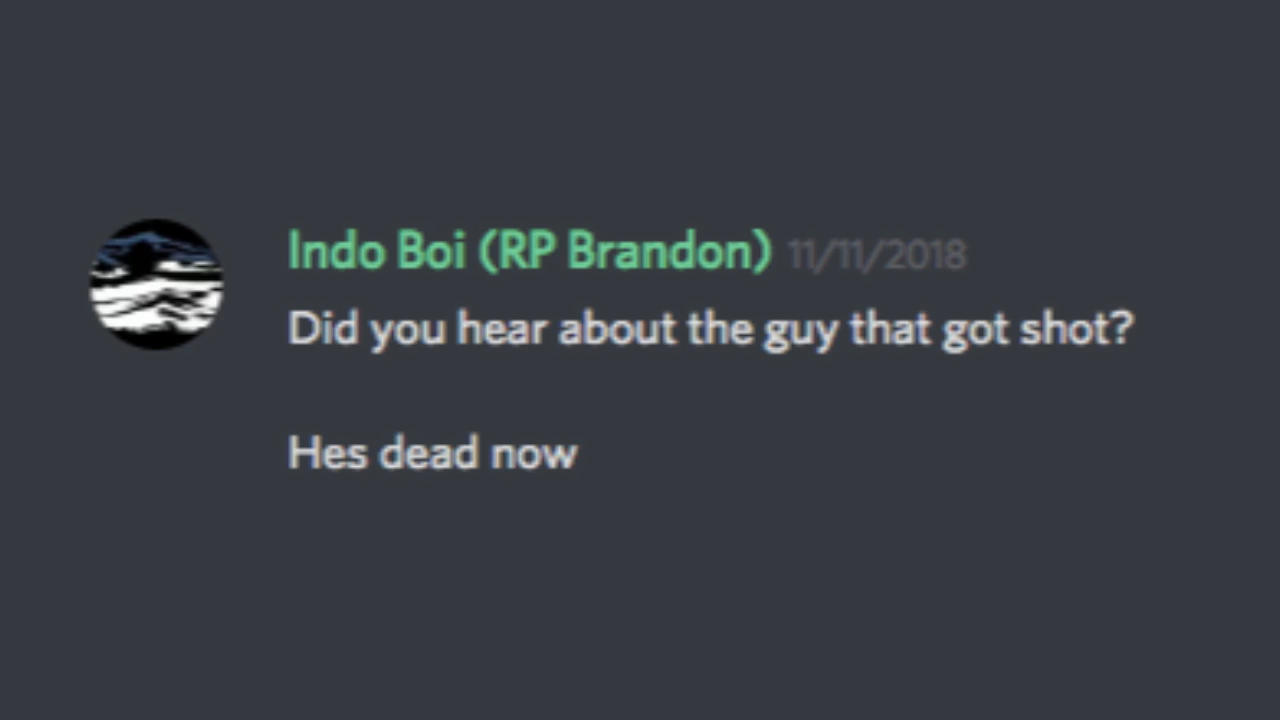 Indo Boi (RP Brandon) 11/11/2018
Did you hear about the guy that got shot?
Hes dead now